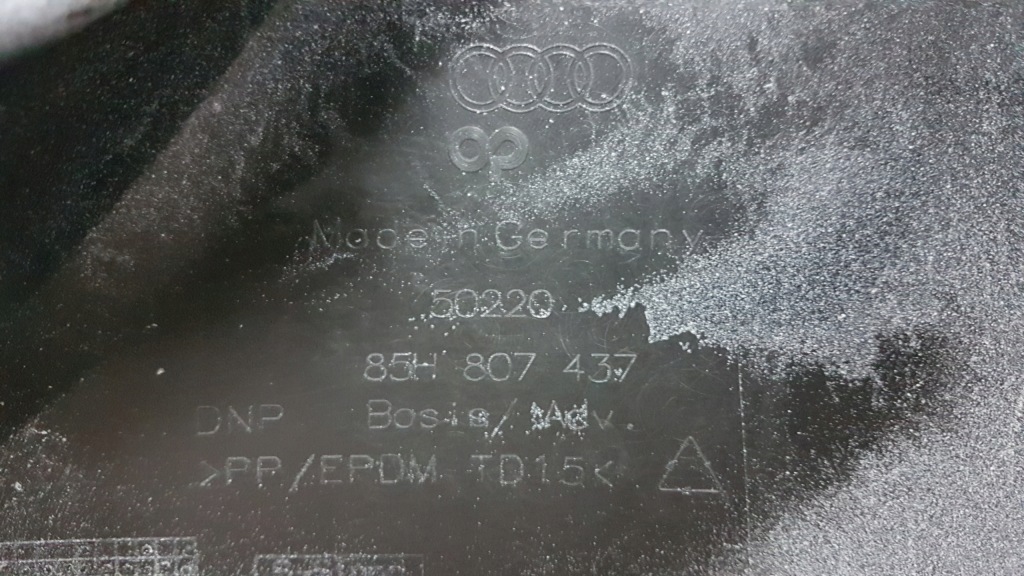 Made in Germany
50220
85H 807 437
DNP Basis/Adv.
>PP/EPDM TD15<